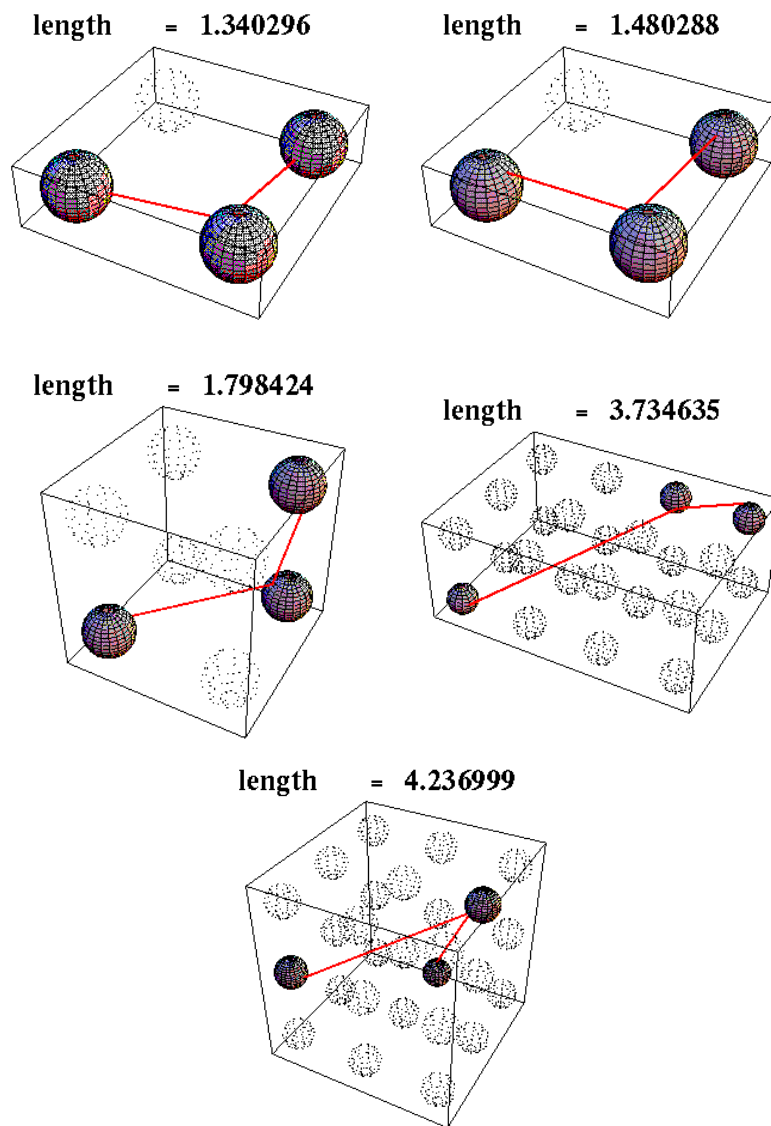 length = 1.340296
length = 1.480288
length = 1.798424
length = 3.734635
length = 4.236999